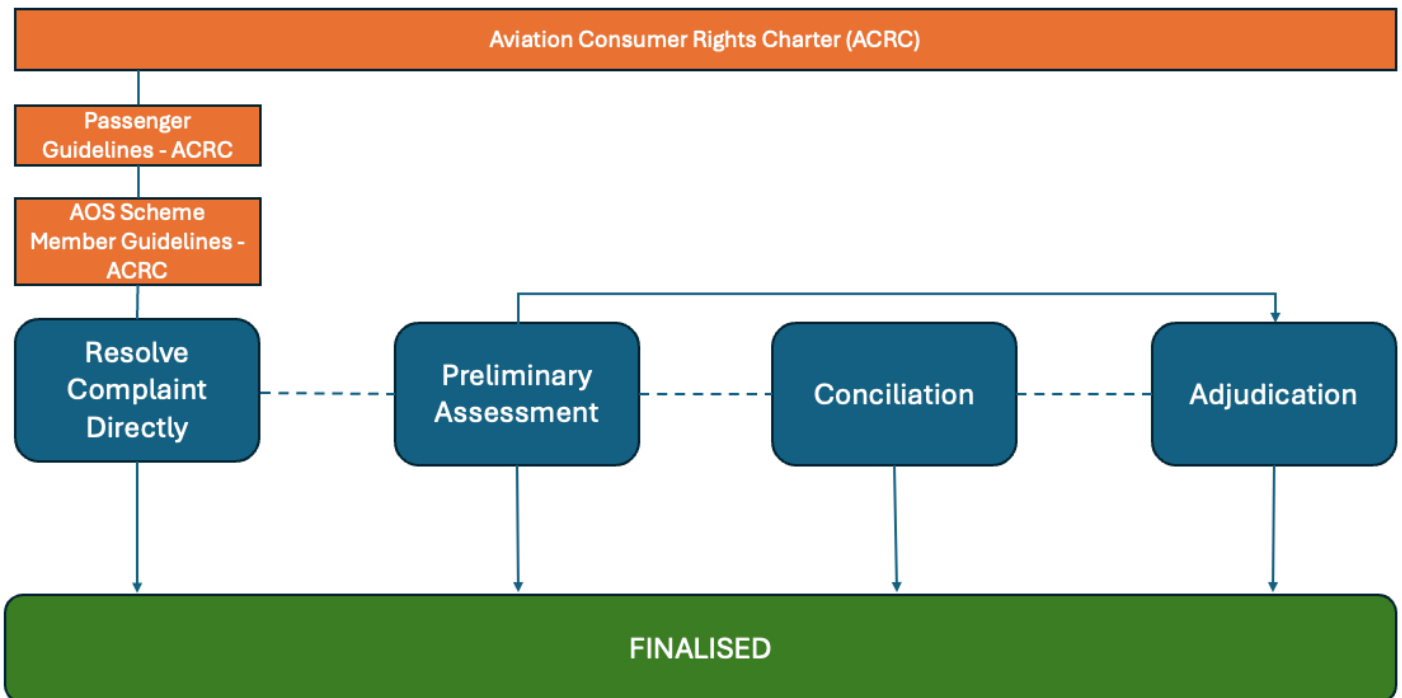 Aviation Consumer Rights Charter (ACRC)
Passenger
Guidelines - ACRC
AOS Scheme
Member Guidelines -
ACRC
Resolve
Complaint
Directly
Preliminary
Assessment
Conciliation
Adjudication
FINALISED